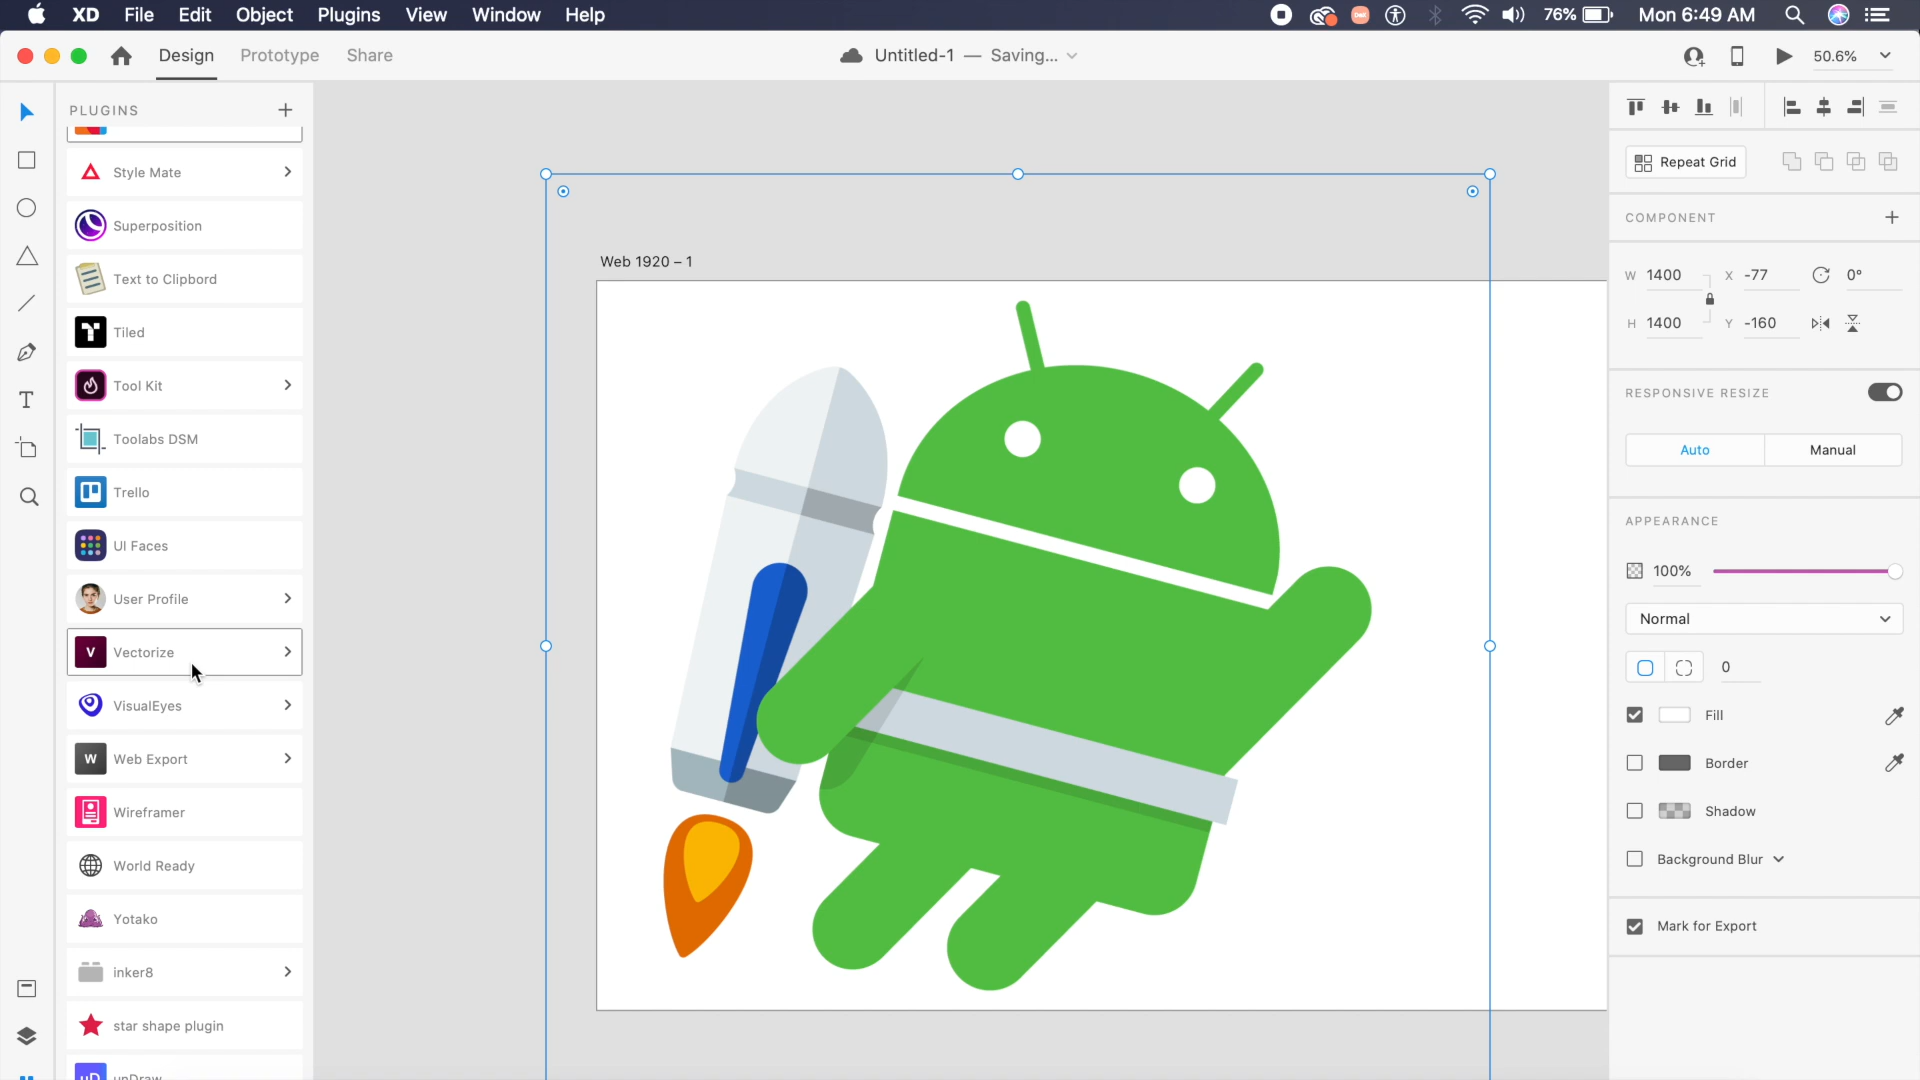 XD File Edit Object Plugins View Window Help
76% Mon 6:49 AM
Design Prototype Share
Untitled-1 — Saving...
50.6%
PLUGINS
Style Mate
Superposition
Text to Clipbord
Tiled
Tool Kit
Toolabs DSM
Trello
UI Faces
User Profile
V Vectorize
VisualEyes
W Web Export
Wireframer
World Ready
Yotako
inker8
star shape plugin
uD unDraw
Web 1920 – 1
Repeat Grid
COMPONENT
W 1400 X -77 0°
H 1400 Y -160
RESPONSIVE RESIZE
Auto Manual
APPEARANCE
100%
Normal
0
Fill
Border
Shadow
Background Blur
Mark for Export